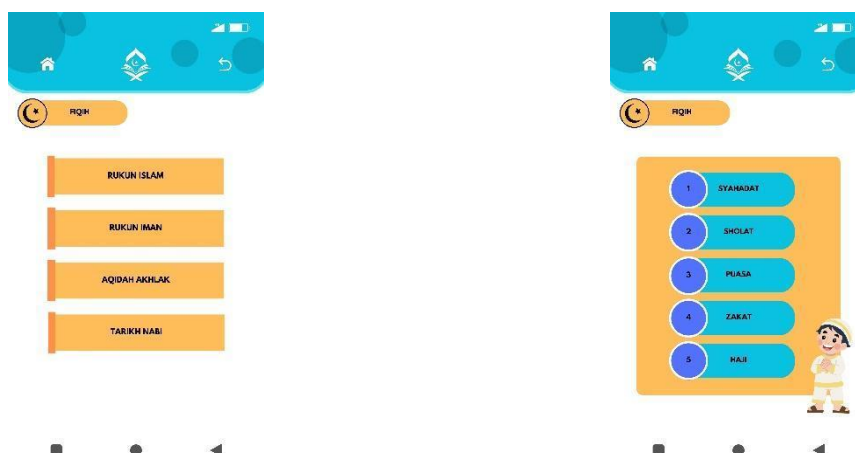 FIQIH
RUKUN ISLAM
RUKUN IMAN
AQIDAH AKHLAK
TARIKH NABI
FIQIH
1 SYAHADAT
2 SHOLAT
3 PUASA
4 ZAKAT
5 HAJI